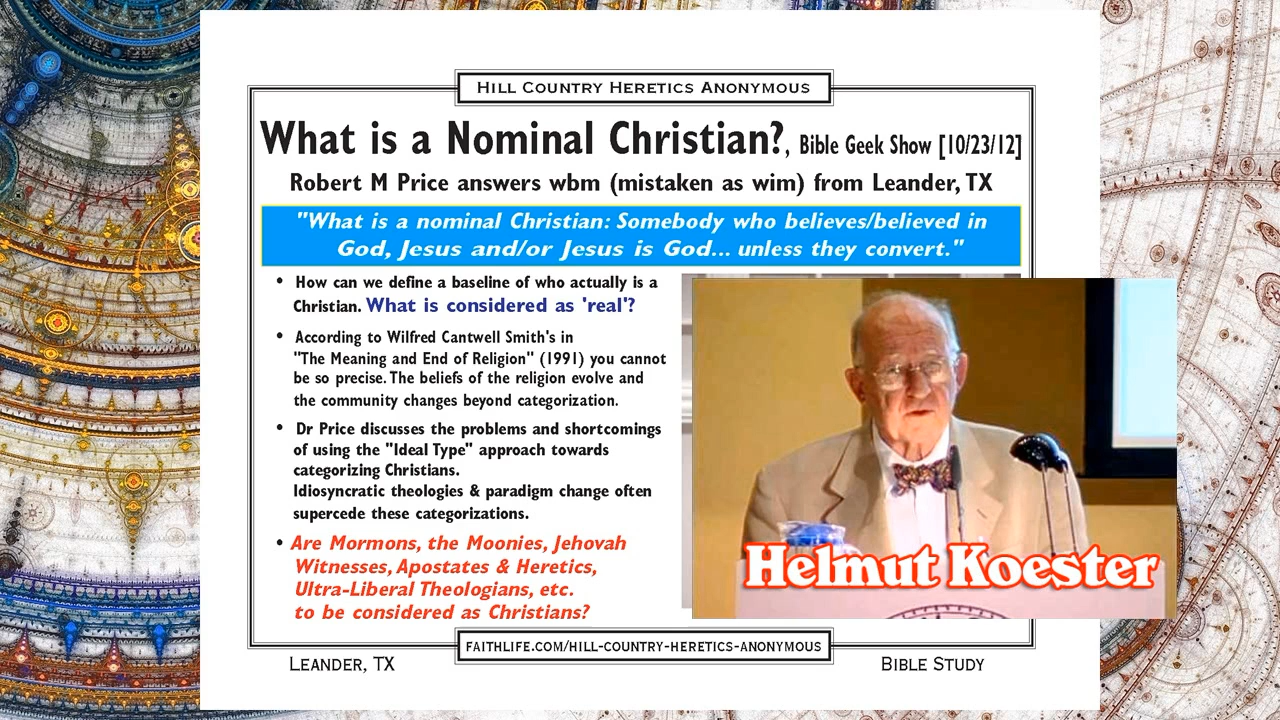 HILL COUNTRY HERETICS ANONYMOUS
What is a Nominal Christian?, Bible Geek Show [10/23/12]
Robert M Price answers wbm (mistaken as wim) from Leander, TX
"What is a nominal Christian: Somebody who believes/believed in
God, Jesus and/or Jesus is God... unless they convert."
• How can we define a baseline of who actually is a
Christian. What is considered as 'real'?
• According to Wilfred Cantwell Smith's in
"The Meaning and End of Religion" (1991) you cannot
be so precise. The beliefs of the religion evolve and
the community changes beyond categorization.
• Dr Price discusses the problems and shortcomings
of using the "Ideal Type" approach towards
categorizing Christians.
Idiosyncratic theologies & paradigm change often
supercede these categorizations.
• Are Mormons, the Moonies, Jehovah
Witnesses, Apostates & Heretics,
Ultra-Liberal Theologians, etc.
to be considered as Christians?
Helmut Koester
FAITHLIFE.COM/HILL-COUNTRY-HERETICS-ANONYMOUS
LEANDER, TX
BIBLE STUDY